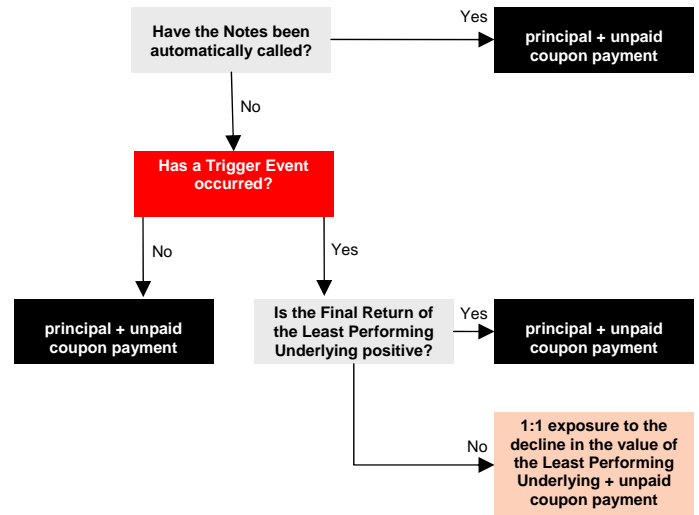 Have the Notes been
automatically called?
Yes
principal + unpaid
coupon payment
No
Has a Trigger Event
occurred?
No
Yes
principal + unpaid
coupon payment
Is the Final Return of
the Least Performing
Underlying positive?
Yes
principal + unpaid
coupon payment
No
1:1 exposure to the
decline in the value of
the Least Performing
Underlying + unpaid
coupon payment